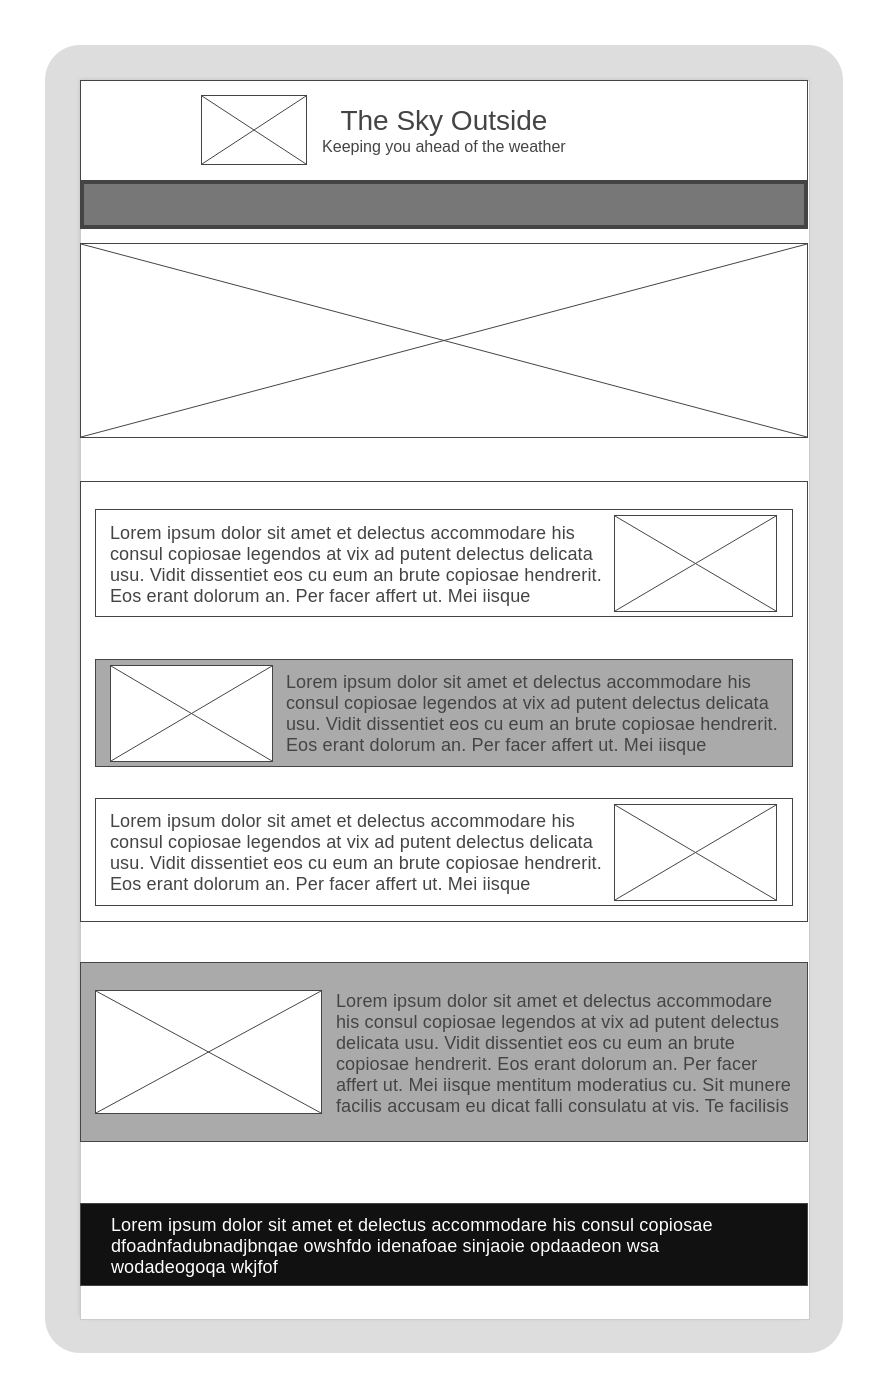 The Sky Outside
Keeping you ahead of the weather
Lorem ipsum dolor sit amet et delectus accommodare his
consul copiosae legendos at vix ad putent delectus delicata
usu. Vidit dissentiet eos cu eum an brute copiosae hendrerit.
Eos erant dolorum an. Per facer affert ut. Mei iisque
Lorem ipsum dolor sit amet et delectus accommodare his
consul copiosae legendos at vix ad putent delectus delicata
usu. Vidit dissentiet eos cu eum an brute copiosae hendrerit.
Eos erant dolorum an. Per facer affert ut. Mei iisque
Lorem ipsum dolor sit amet et delectus accommodare his
consul copiosae legendos at vix ad putent delectus delicata
usu. Vidit dissentiet eos cu eum an brute copiosae hendrerit.
Eos erant dolorum an. Per facer affert ut. Mei iisque
Lorem ipsum dolor sit amet et delectus accommodare
his consul copiosae legendos at vix ad putent delectus
delicata usu. Vidit dissentiet eos cu eum an brute
copiosae hendrerit. Eos erant dolorum an. Per facer
affert ut. Mei iisque mentitum moderatius cu. Sit munere
facilis accusam eu dicat falli consulatu at vis. Te facilisis
Lorem ipsum dolor sit amet et delectus accommodare his consul copiosae
dfoadnfadubnadjbnqae owshfdo idenafoae sinjaoie opdaadeon wsa
wodadeogoqa wkjfof